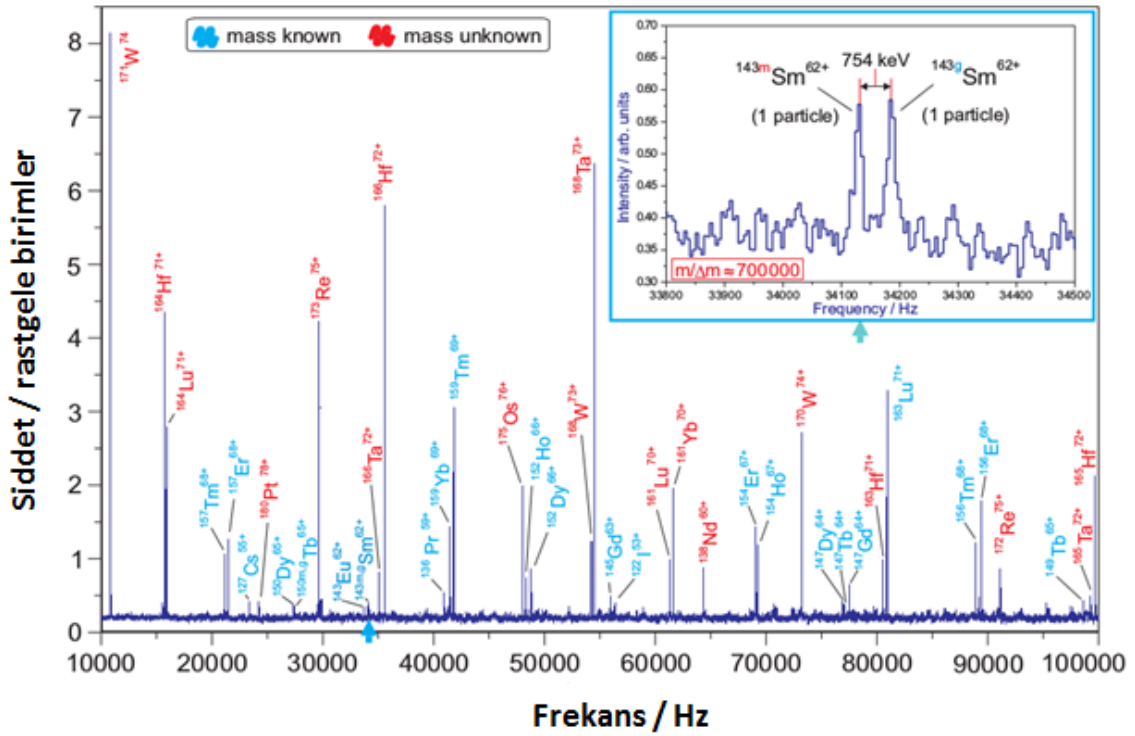 Siddet / rastgele birimler
8
7
6
5
4
3
2
1
0
mass known
mass unknown
171W74
164Hf71+
164Lu71+
157Tm68+
157Er68+
127Cs55+
180Pt78+
150Dy65+
150m,gTb65+
173Re75+
143Eu62+
143m,gSm62+
166Ta72+
166Hf72+
136Pr59+
159Yb69+
159Tm69+
175Os76+
152Ho66+
152Dy66+
168W73+
168Ta73+
145Gd63+
122I53+
161Lu70+
161Yb70+
138Nd60+
154Er67+
154Ho67+
170W74+
147Dy64+
147Tb64+
147Gd64+
163Hf71+
163Lu71+
156Tm68+
156Er68+
172Re75+
149Tb65+
165Ta72+
165Hf72+
10000 20000 30000 40000 50000 60000 70000 80000 90000 100000
Frekans / Hz
Intensity / arb. units
0.70
0.65
0.60
0.55
0.50
0.45
0.40
0.35
0.30
754 keV
143mSm62+
143gSm62+
(1 particle)
(1 particle)
m/Δm≈700000
33800 33900 34000 34100 34200 34300 34400 34500
Frequency / Hz